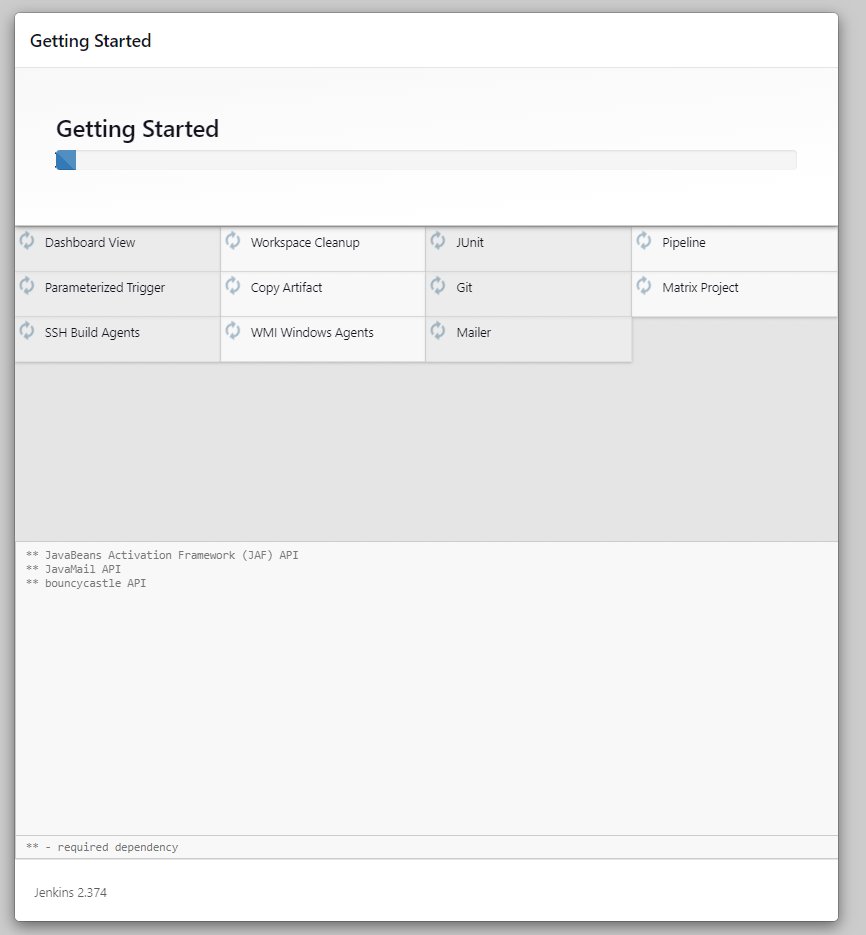 Getting Started
Getting Started
Dashboard View Workspace Cleanup JUnit Pipeline
Parameterized Trigger Copy Artifact Git Matrix Project
SSH Build Agents WMI Windows Agents Mailer
** JavaBeans Activation Framework (JAF) API
** JavaMail API
** bouncycastle API
** - required dependency
Jenkins 2.374